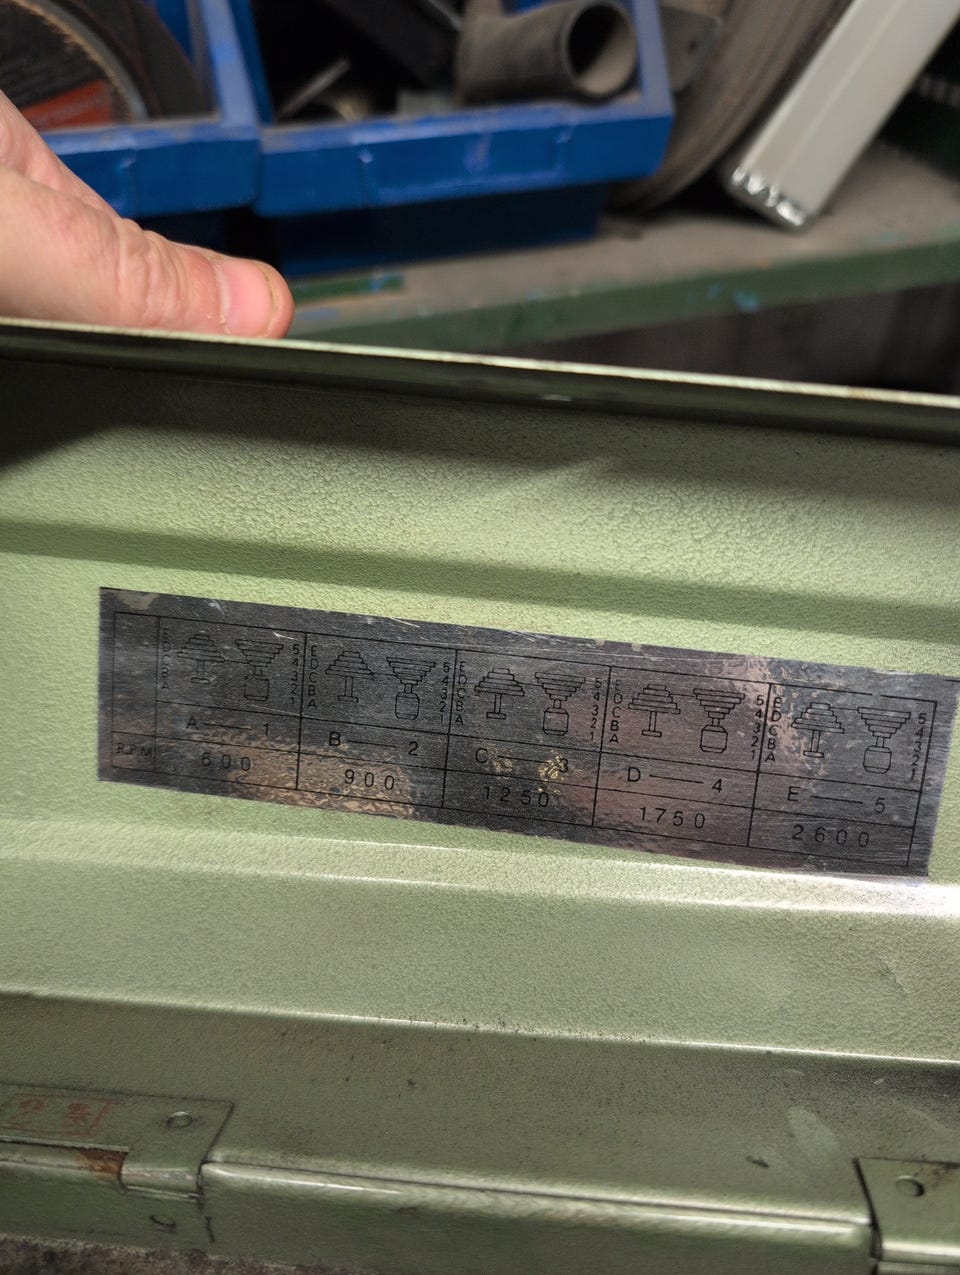 E D C B A 5 4 3 2 1 E D C B A 5 4 3 2 1 E D C B A 5 4 3 2 1 E D C B A 5 4 3 2 1 E D C B A 5 4 3 2 1
A — 1 B — 2 C — 3 D — 4 E — 5
R.P.M 600 900 1250 1750 2600